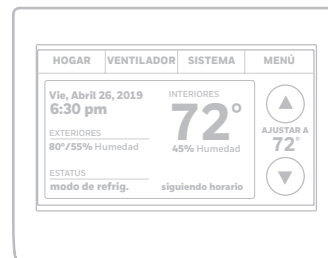 HOGAR VENTILADOR SISTEMA MENÚ
Vie, Abril 26, 2019
6:30 pm
EXTERIORES
80°/55% Humedad
ESTATUS
modo de refrig.
INTERIORES
72°
45% Humedad
siguiendo horario
AJUSTAR A
72°